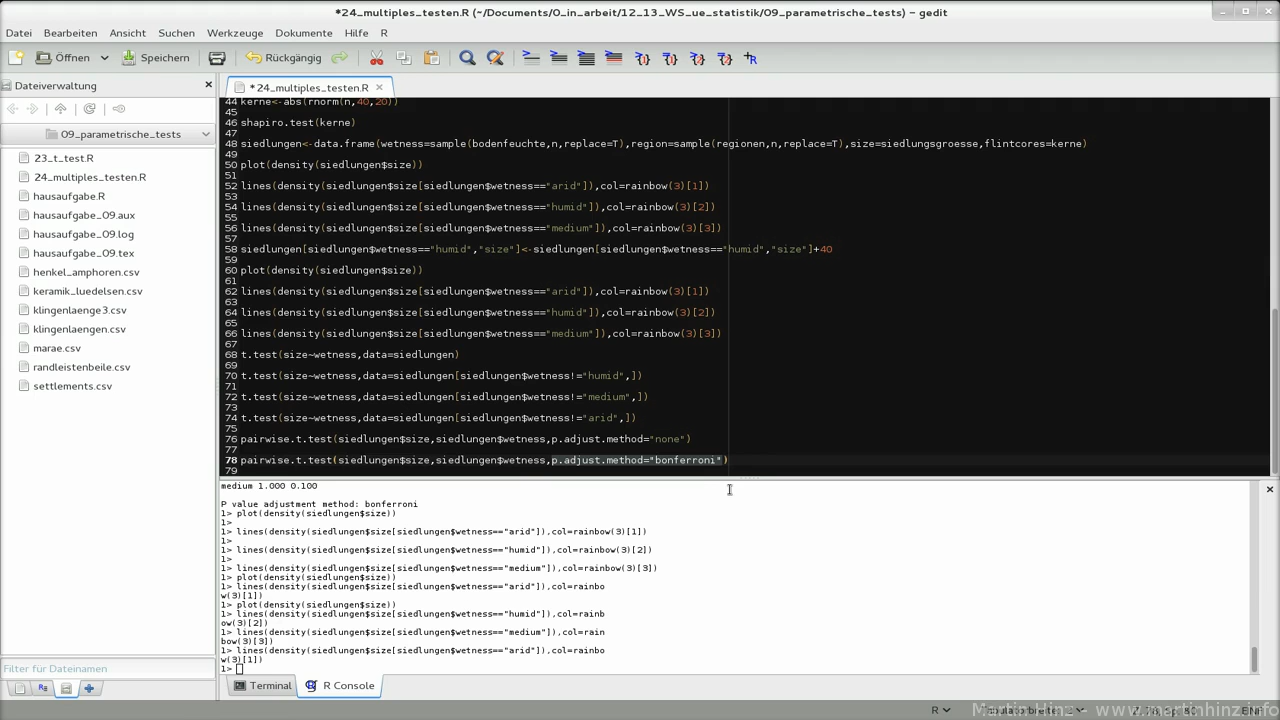 *24_multiples_testen.R (~/Documents/0_in_arbeit/12_13_WS_ue_statistik/09_parametrische_tests) – gedit
Datei Bearbeiten Ansicht Suchen Werkzeuge Dokumente Hilfe R
Öffnen Speichern Rückgängig
Dateiverwaltung
* 24_multiples_testen.R
09_parametrische_tests
23_t_test.R
24_multiples_testen.R
hausaufgabe.R
hausaufgabe_09.aux
hausaufgabe_09.log
hausaufgabe_09.tex
henkel_amphoren.csv
keramik_luedelsen.csv
klingenlaenge3.csv
klingenlaengen.csv
marae.csv
randleistenbeile.csv
settlements.csv
Filter für Dateinamen
44 kerne<-abs(rnorm(n,40,20))
45
46 shapiro.test(kerne)
47
48 siedlungen<-data.frame(wetness=sample(bodenfeuchte,n,replace=T),region=sample(regionen,n,replace=T),size=siedlungsgroesse,flintcores=kerne)
49
50 plot(density(siedlungen$size))
51
52 lines(density(siedlungen$size[siedlungen$wetness=="arid"]),col=rainbow(3)[1])
53
54 lines(density(siedlungen$size[siedlungen$wetness=="humid"]),col=rainbow(3)[2])
55
56 lines(density(siedlungen$size[siedlungen$wetness=="medium"]),col=rainbow(3)[3])
57
58 siedlungen[siedlungen$wetness=="humid","size"]<-siedlungen[siedlungen$wetness=="humid","size"]+40
59
60 plot(density(siedlungen$size))
61
62 lines(density(siedlungen$size[siedlungen$wetness=="arid"]),col=rainbow(3)[1])
63
64 lines(density(siedlungen$size[siedlungen$wetness=="humid"]),col=rainbow(3)[2])
65
66 lines(density(siedlungen$size[siedlungen$wetness=="medium"]),col=rainbow(3)[3])
67
68 t.test(size~wetness,data=siedlungen)
69
70 t.test(size~wetness,data=siedlungen[siedlungen$wetness!="humid",])
71
72 t.test(size~wetness,data=siedlungen[siedlungen$wetness!="medium",])
73
74 t.test(size~wetness,data=siedlungen[siedlungen$wetness!="arid",])
75
76 pairwise.t.test(siedlungen$size,siedlungen$wetness,p.adjust.method="none")
77
78 pairwise.t.test(siedlungen$size,siedlungen$wetness,p.adjust.method="bonferroni")
79
medium 1.000 0.100
P value adjustment method: bonferroni
1> plot(density(siedlungen$size))
1>
1> lines(density(siedlungen$size[siedlungen$wetness=="arid"]),col=rainbow(3)[1])
1>
1> lines(density(siedlungen$size[siedlungen$wetness=="humid"]),col=rainbow(3)[2])
1>
1> lines(density(siedlungen$size[siedlungen$wetness=="medium"]),col=rainbow(3)[3])
1> plot(density(siedlungen$size))
1> lines(density(siedlungen$size[siedlungen$wetness=="arid"]),col=rainbo
w(3)[1])
1> plot(density(siedlungen$size))
1> lines(density(siedlungen$size[siedlungen$wetness=="humid"]),col=rainb
ow(3)[2])
1> lines(density(siedlungen$size[siedlungen$wetness=="medium"]),col=rain
bow(3)[3])
1> lines(density(siedlungen$size[siedlungen$wetness=="arid"]),col=rainbo
w(3)[1])
1>
Terminal R Console
R
Martin Hinz - www.martinhinz.info